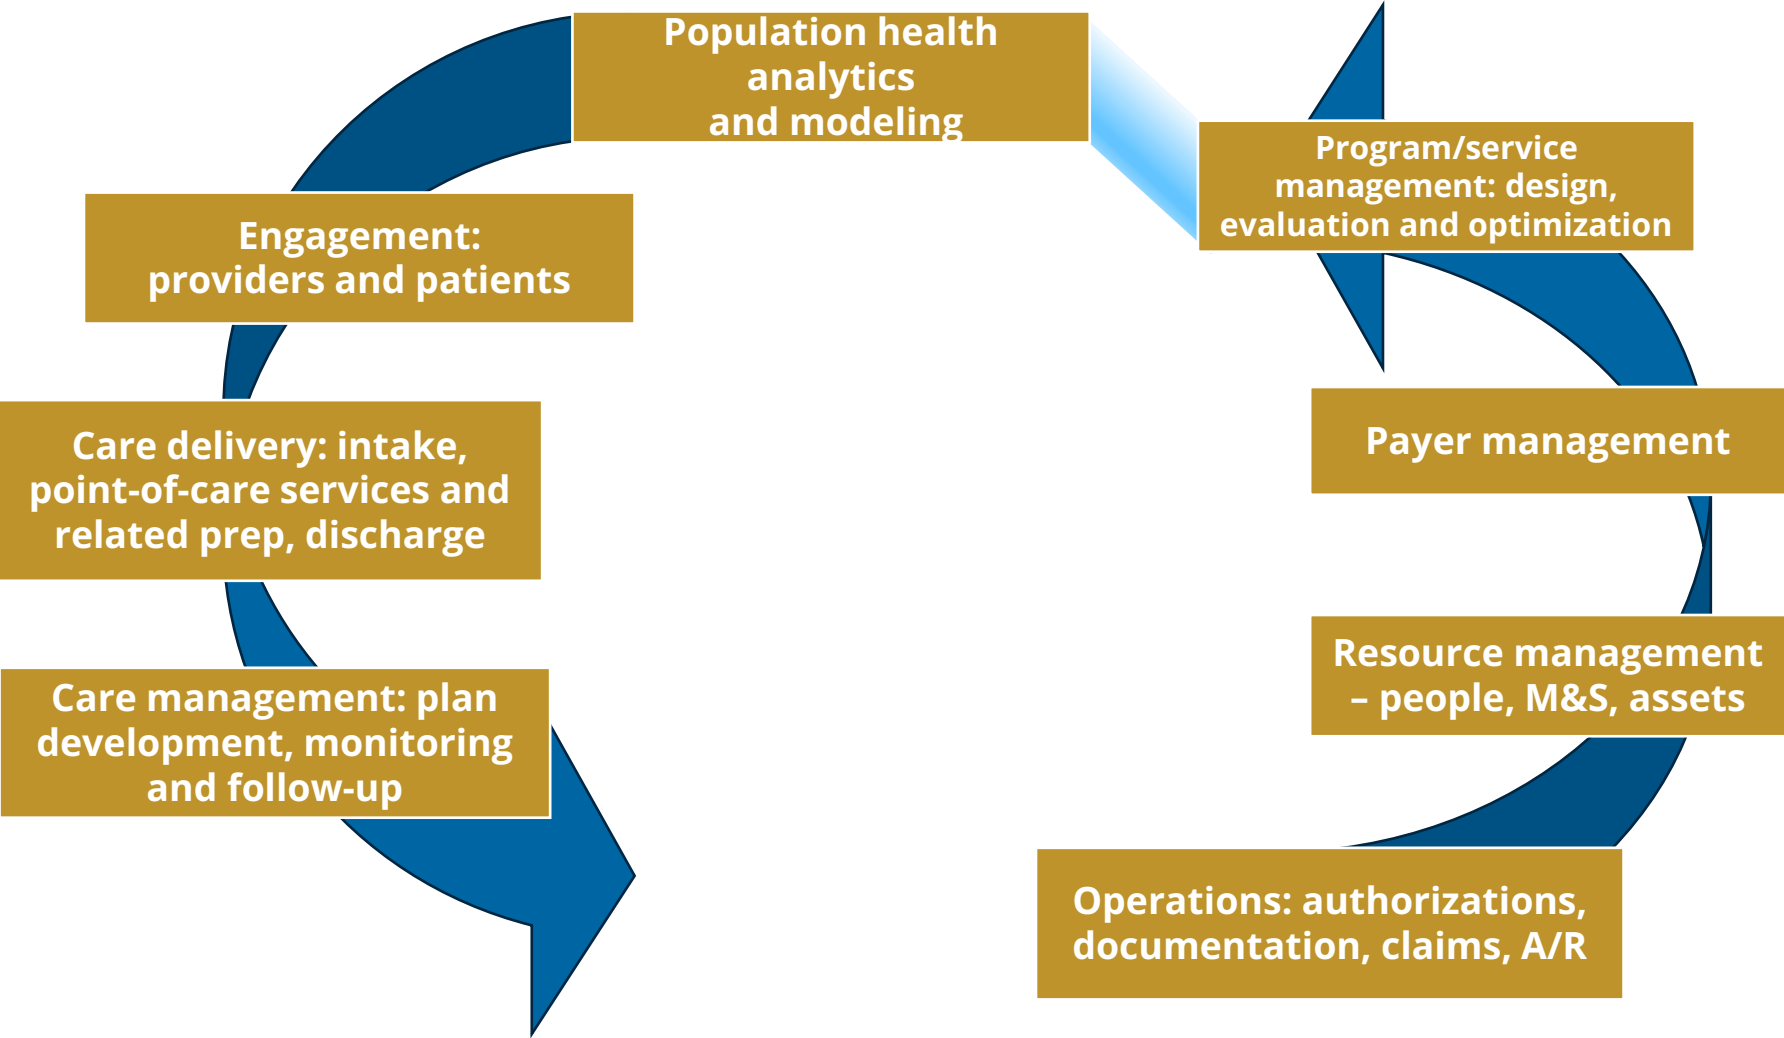 Population health
analytics
and modeling
Program/service
management: design,
evaluation and optimization
Engagement:
providers and patients
Payer management
Care delivery: intake,
point-of-care services and
related prep, discharge
Resource management
– people, M&S, assets
Care management: plan
development, monitoring
and follow-up
Operations: authorizations,
documentation, claims, A/R